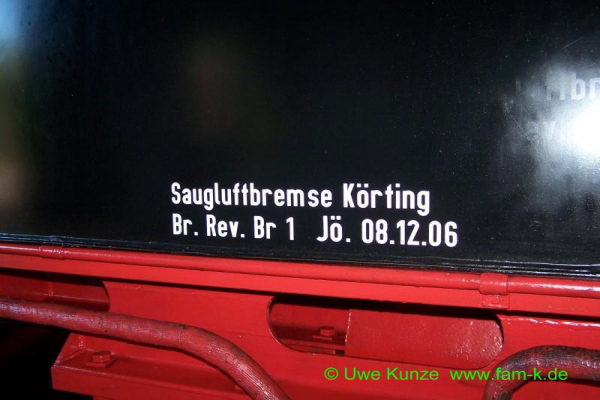 Saugluftbremse Körting
Br. Rev. Br 1 Jö. 08.12.06
© Uwe Kunze www.fam-k.de